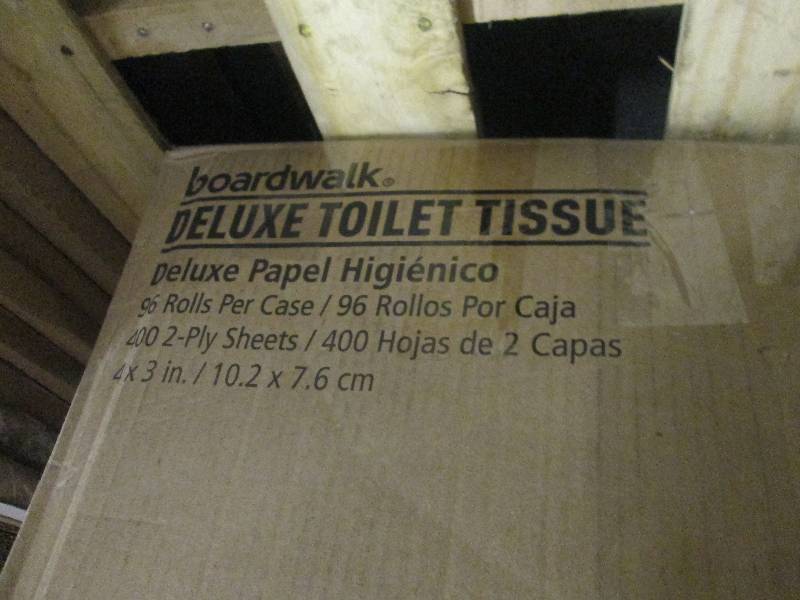 boardwalk®
DELUXE TOILET TISSUE
Deluxe Papel Higiénico
96 Rolls Per Case / 96 Rollos Por Caja
400 2-Ply Sheets / 400 Hojas de 2 Capas
4 x 3 in. / 10.2 x 7.6 cm